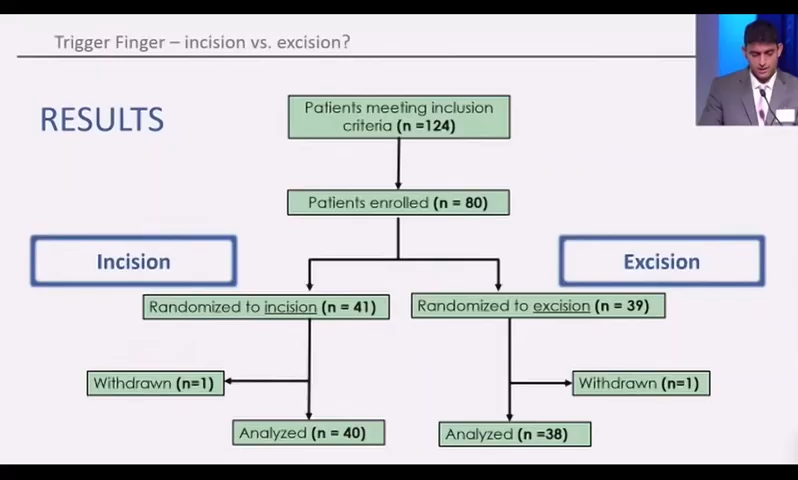 Trigger Finger – incision vs. excision?
RESULTS
Patients meeting inclusion
criteria (n =124)
Patients enrolled (n = 80)
Incision
Excision
Randomized to incision (n = 41)
Randomized to excision (n = 39)
Withdrawn (n=1)
Withdrawn (n=1)
Analyzed (n = 40)
Analyzed (n =38)